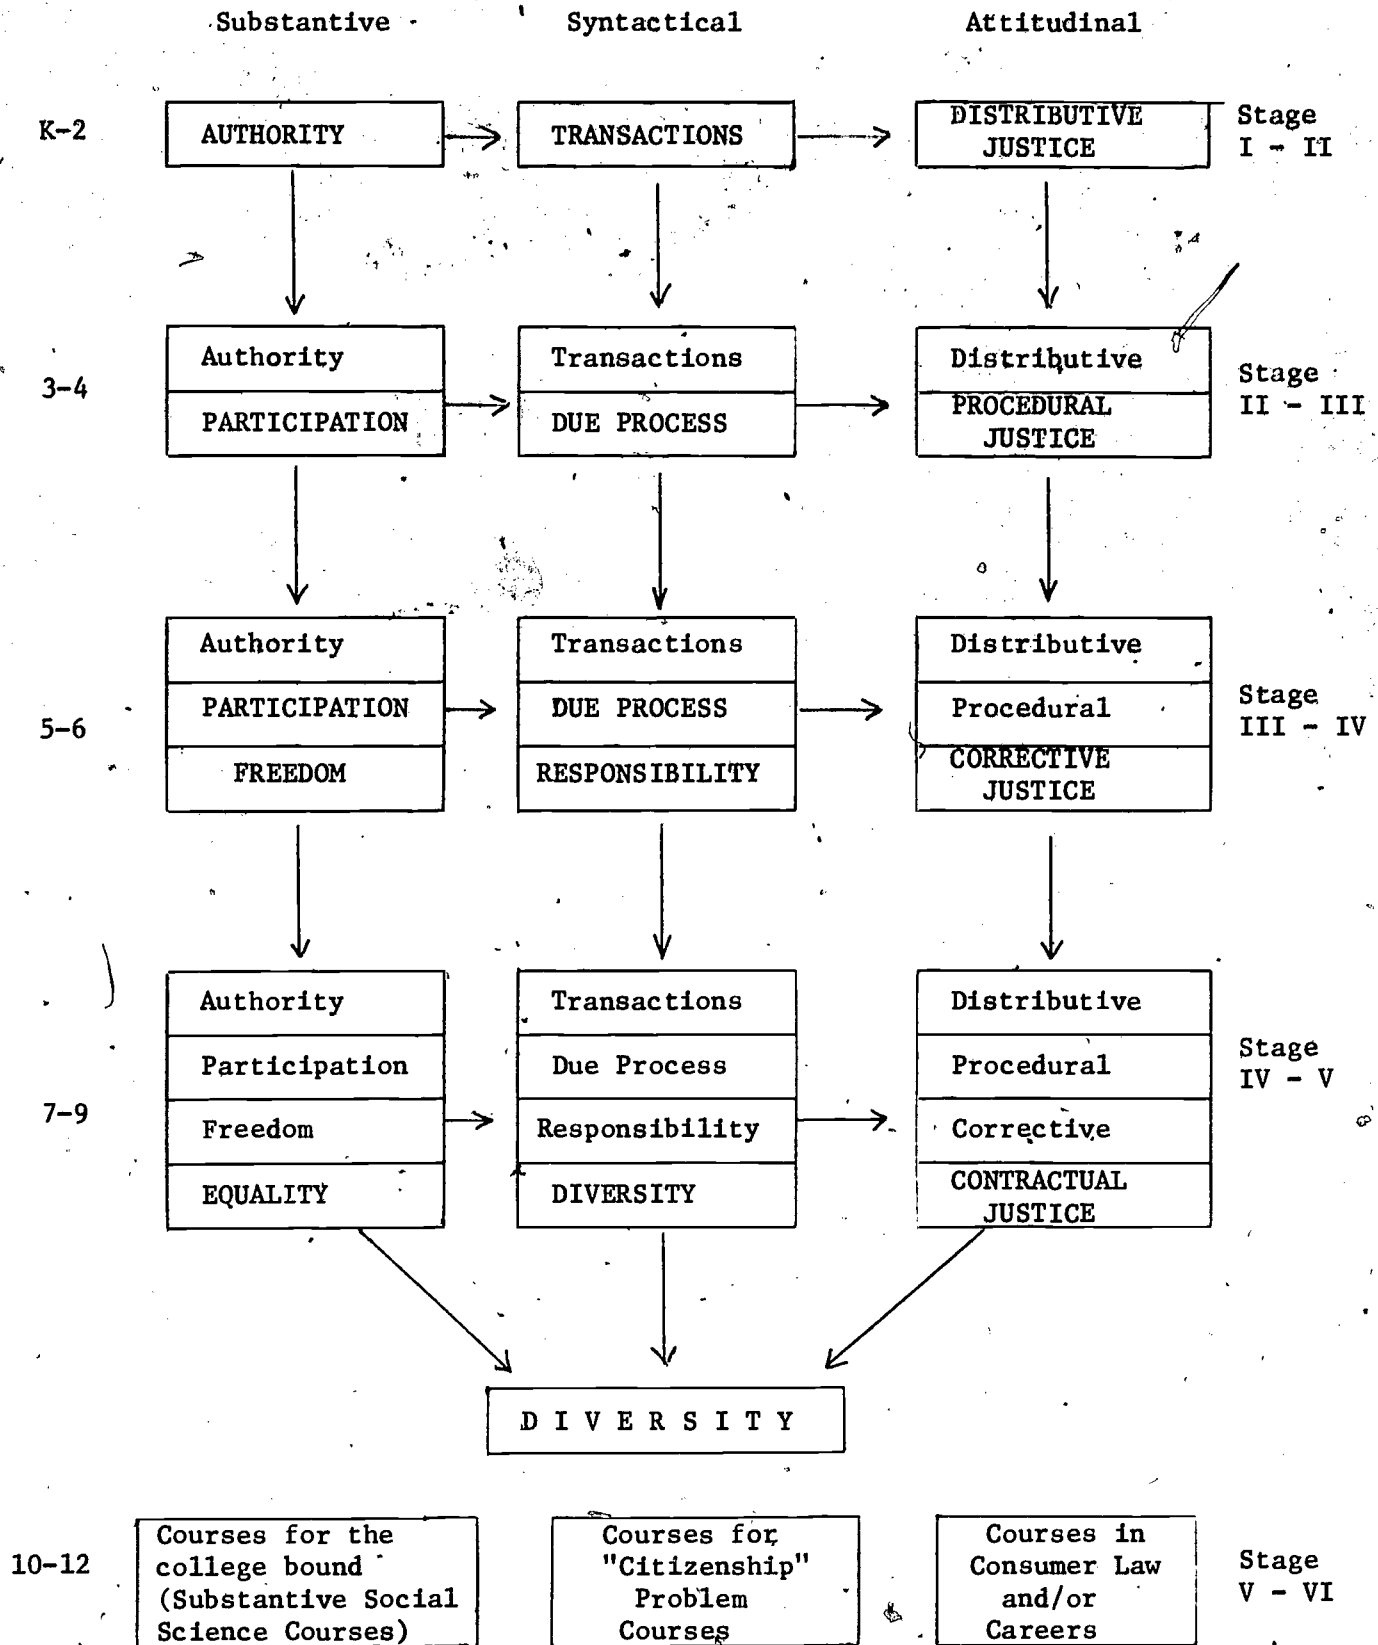 Substantive Syntactical Attitudinal
K-2
AUTHORITY
TRANSACTIONS
DISTRIBUTIVE
JUSTICE
Stage
I - II
3-4
Authority
PARTICIPATION
Transactions
DUE PROCESS
Distributive
PROCEDURAL
JUSTICE
Stage
II - III
5-6
Authority
PARTICIPATION
FREEDOM
Transactions
DUE PROCESS
RESPONSIBILITY
Distributive
Procedural
CORRECTIVE
JUSTICE
Stage
III - IV
7-9
Authority
Participation
Freedom
EQUALITY
Transactions
Due Process
Responsibility
DIVERSITY
Distributive
Procedural
Corrective
CONTRACTUAL
JUSTICE
Stage
IV - V
D I V E R S I T Y
10-12
Courses for the
college bound
(Substantive Social
Science Courses)
Courses for
"Citizenship"
Problem
Courses
Courses in
Consumer Law
and/or
Careers
Stage
V - VI